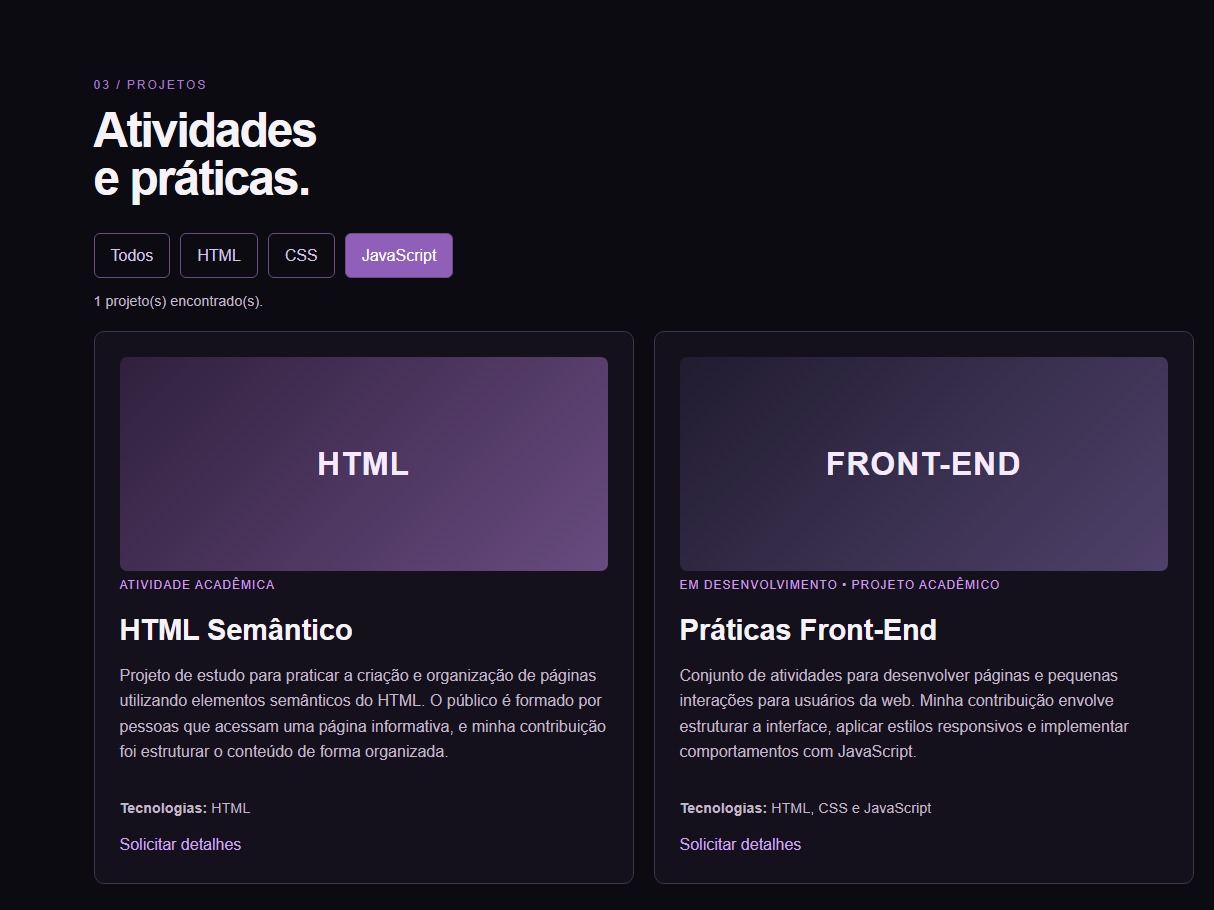 03 / PROJETOS
Atividades
e práticas.
Todos HTML CSS JavaScript
1 projeto(s) encontrado(s).
HTML
ATIVIDADE ACADÊMICA
HTML Semântico
Projeto de estudo para praticar a criação e organização de páginas
utilizando elementos semânticos do HTML. O público é formado por
pessoas que acessam uma página informativa, e minha contribuição
foi estruturar o conteúdo de forma organizada.
Tecnologias: HTML
Solicitar detalhes
FRONT-END
EM DESENVOLVIMENTO • PROJETO ACADÊMICO
Práticas Front-End
Conjunto de atividades para desenvolver páginas e pequenas
interações para usuários da web. Minha contribuição envolve
estruturar a interface, aplicar estilos responsivos e implementar
comportamentos com JavaScript.
Tecnologias: HTML, CSS e JavaScript
Solicitar detalhes